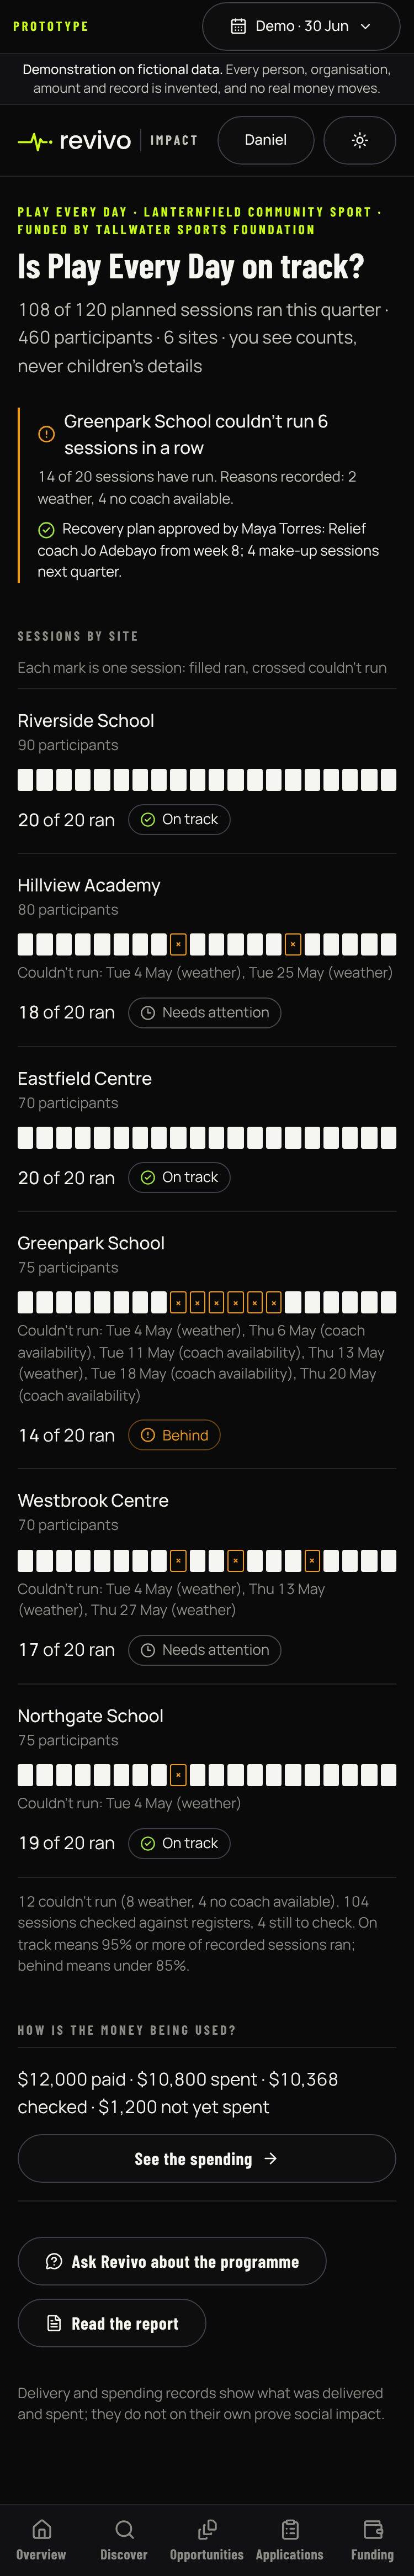 PROTOTYPE
Demo · 30 Jun
Demonstration on fictional data. Every person, organisation,
amount and record is invented, and no real money moves.
revivo
IMPACT
Daniel
PLAY EVERY DAY · LANTERNFIELD COMMUNITY SPORT ·
FUNDED BY TALLWATER SPORTS FOUNDATION
Is Play Every Day on track?
108 of 120 planned sessions ran this quarter ·
460 participants · 6 sites · you see counts,
never children's details
Greenpark School couldn't run 6
sessions in a row
14 of 20 sessions have run. Reasons recorded: 2
weather, 4 no coach available.
Recovery plan approved by Maya Torres: Relief
coach Jo Adebayo from week 8; 4 make-up sessions
next quarter.
SESSIONS BY SITE
Each mark is one session: filled ran, crossed couldn't run
Riverside School
90 participants
20 of 20 ran
On track
Hillview Academy
80 participants
Couldn't run: Tue 4 May (weather), Tue 25 May (weather)
18 of 20 ran
Needs attention
Eastfield Centre
70 participants
20 of 20 ran
On track
Greenpark School
75 participants
Couldn't run: Tue 4 May (weather), Thu 6 May (coach
availability), Tue 11 May (coach availability), Thu 13 May
(weather), Tue 18 May (coach availability), Thu 20 May
(coach availability)
14 of 20 ran
Behind
Westbrook Centre
70 participants
Couldn't run: Tue 4 May (weather), Thu 13 May
(weather), Thu 27 May (weather)
17 of 20 ran
Needs attention
Northgate School
75 participants
Couldn't run: Tue 4 May (weather)
19 of 20 ran
On track
12 couldn't run (8 weather, 4 no coach available). 104
sessions checked against registers, 4 still to check. On
track means 95% or more of recorded sessions ran;
behind means under 85%.
HOW IS THE MONEY BEING USED?
$12,000 paid · $10,800 spent · $10,368
checked · $1,200 not yet spent
See the spending
Ask Revivo about the programme
Read the report
Delivery and spending records show what was delivered
and spent; they do not on their own prove social impact.
Overview
Discover
Opportunities
Applications
Funding